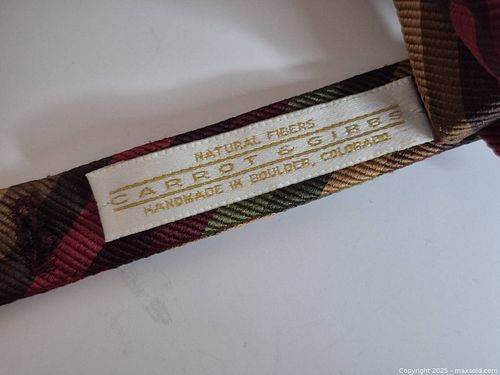 NATURAL FIBERS
CARROT & GIBBS
HANDMADE IN BOULDER, COLORADO
Copyright 2025 - maxsold.com